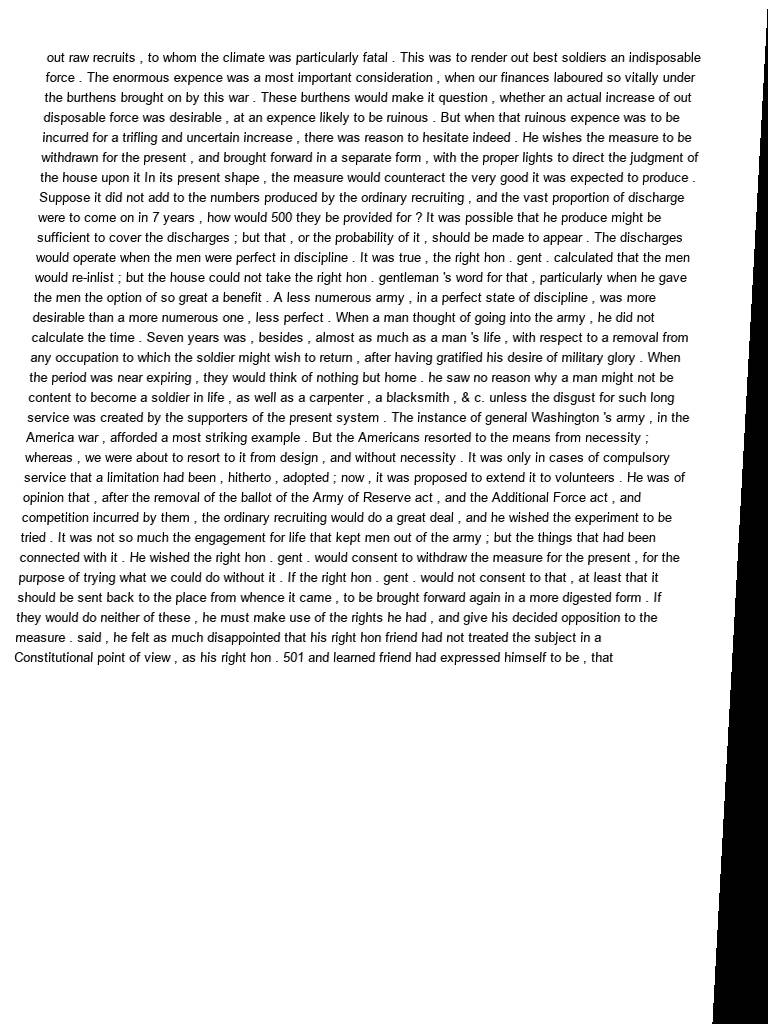 out raw recruits , to whom the climate was particularly fatal . This was to render out best soldiers an indisposable
force . The enormous expence was a most important consideration , when our finances laboured so vitally under
the burthens brought on by this war . These burthens would make it question , whether an actual increase of out
disposable force was desirable , at an expence likely to be ruinous . But when that ruinous expence was to be
incurred for a trifling and uncertain increase , there was reason to hesitate indeed . He wishes the measure to be
withdrawn for the present , and brought forward in a separate form , with the proper lights to direct the judgment of
the house upon it In its present shape , the measure would counteract the very good it was expected to produce .
Suppose it did not add to the numbers produced by the ordinary recruiting , and the vast proportion of discharge
were to come on in 7 years , how would 500 they be provided for ? It was possible that he produce might be
sufficient to cover the discharges ; but that , or the probability of it , should be made to appear . The discharges
would operate when the men were perfect in discipline . It was true , the right hon . gent . calculated that the men
would re-inlist ; but the house could not take the right hon . gentleman 's word for that , particularly when he gave
the men the option of so great a benefit . A less numerous army , in a perfect state of discipline , was more
desirable than a more numerous one , less perfect . When a man thought of going into the army , he did not
calculate the time . Seven years was , besides , almost as much as a man 's life , with respect to a removal from
any occupation to which the soldier might wish to return , after having gratified his desire of military glory . When
the period was near expiring , they would think of nothing but home . he saw no reason why a man might not be
content to become a soldier in life , as well as a carpenter , a blacksmith , & c. unless the disgust for such long
service was created by the supporters of the present system . The instance of general Washington 's army , in the
America war , afforded a most striking example . But the Americans resorted to the means from necessity ;
whereas , we were about to resort to it from design , and without necessity . It was only in cases of compulsory
service that a limitation had been , hitherto , adopted ; now , it was proposed to extend it to volunteers . He was of
opinion that , after the removal of the ballot of the Army of Reserve act , and the Additional Force act , and
competition incurred by them , the ordinary recruiting would do a great deal , and he wished the experiment to be
tried . It was not so much the engagement for life that kept men out of the army ; but the things that had been
connected with it . He wished the right hon . gent . would consent to withdraw the measure for the present , for the
purpose of trying what we could do without it . If the right hon . gent . would not consent to that , at least that it
should be sent back to the place from whence it came , to be brought forward again in a more digested form . If
they would do neither of these , he must make use of the rights he had , and give his decided opposition to the
measure . said , he felt as much disappointed that his right hon friend had not treated the subject in a
Constitutional point of view , as his right hon . 501 and learned friend had expressed himself to be , that